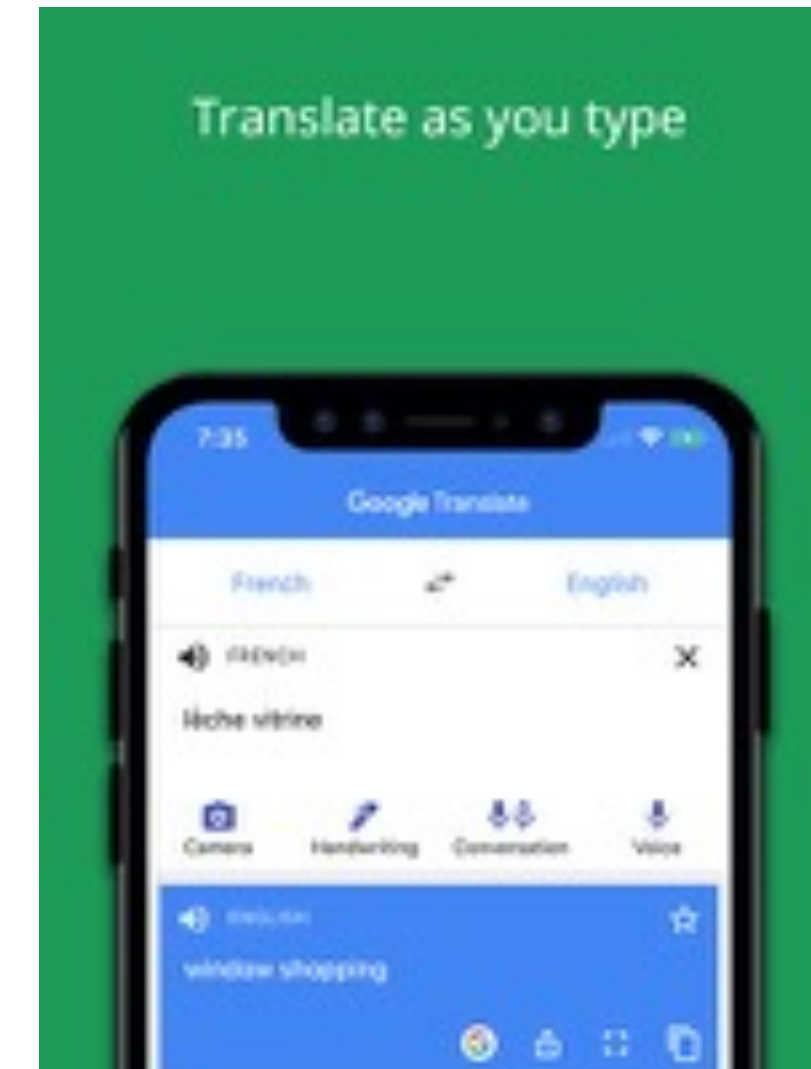 Translate as you type
7:35
Google Translate
French English
FRENCH
lèche vitrine
Camera Handwriting Conversation Voice
ENGLISH
window shopping